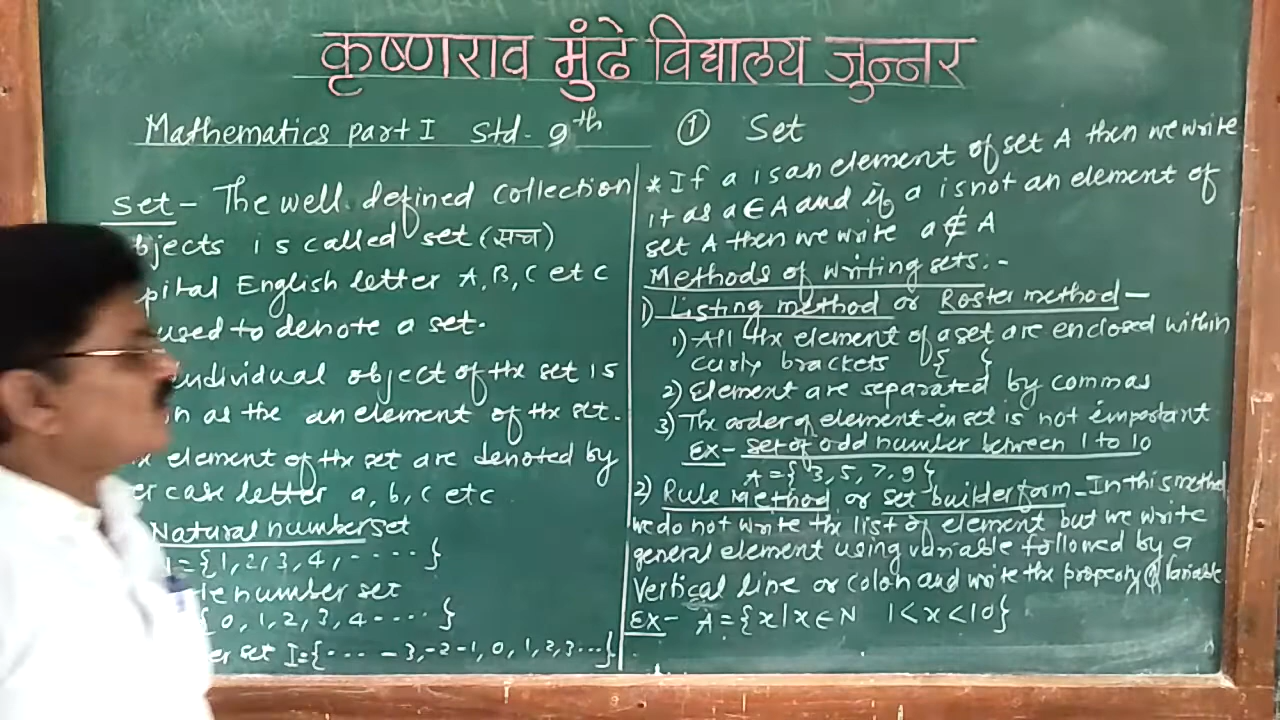 कृष्णराव मुंढे विद्यालय जुन्नर
Mathematics part I Std. 9th
① Set
set - The well defined collection
bjects is called set (सच)
pital English letter A, B, C etc
used to denote a set.
individual object of the set is
n as the an element of the set.
element of the set are denoted by
er case letter a, b, c etc
Natural number set
={1, 2, 3, 4, .....}
le number set
{0, 1, 2, 3, 4 ....}
er set I={... -3,-2-1, 0, 1, 2, 3...}
* If a is an element of set A then we write
it as a ∈ A and if a is not an element of
set A then we write a ∉ A
Methods of writing sets:-
1) Listing method or Roster method -
1) All the element of a set are enclosed within
curly brackets { }
2) Element are separated by commas
3) The order of element in set is not important
Ex - set of odd number between 1 to 10
A = { 3, 5, 7, 9 }
2) Rule Method or set builder form - In this method
we do not write the list of element but we write
general element using variable followed by a
vertical line or colon and write the property of variable
Ex - A = {x | x ∈ N 1 < x < 10}